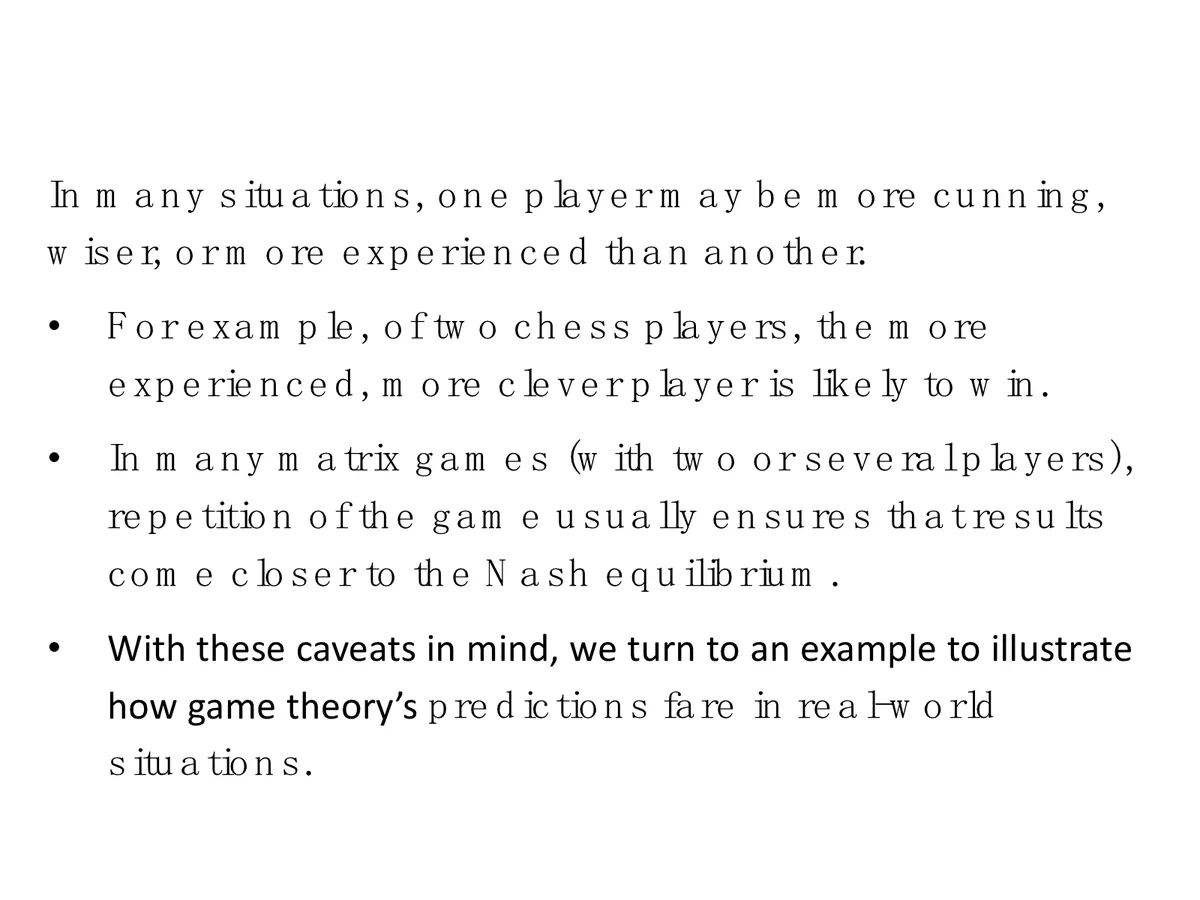 In many situations, one player may be more cunning,
wiser, or more experienced than another.
• For example, of two chess players, the more
experienced, more clever player is likely to win.
• In many matrix games (with two or several players),
repetition of the game usually ensures that results
come closer to the Nash equilibrium.
• With these caveats in mind, we turn to an example to illustrate
how game theory’s predictions fare in real-world
situations.